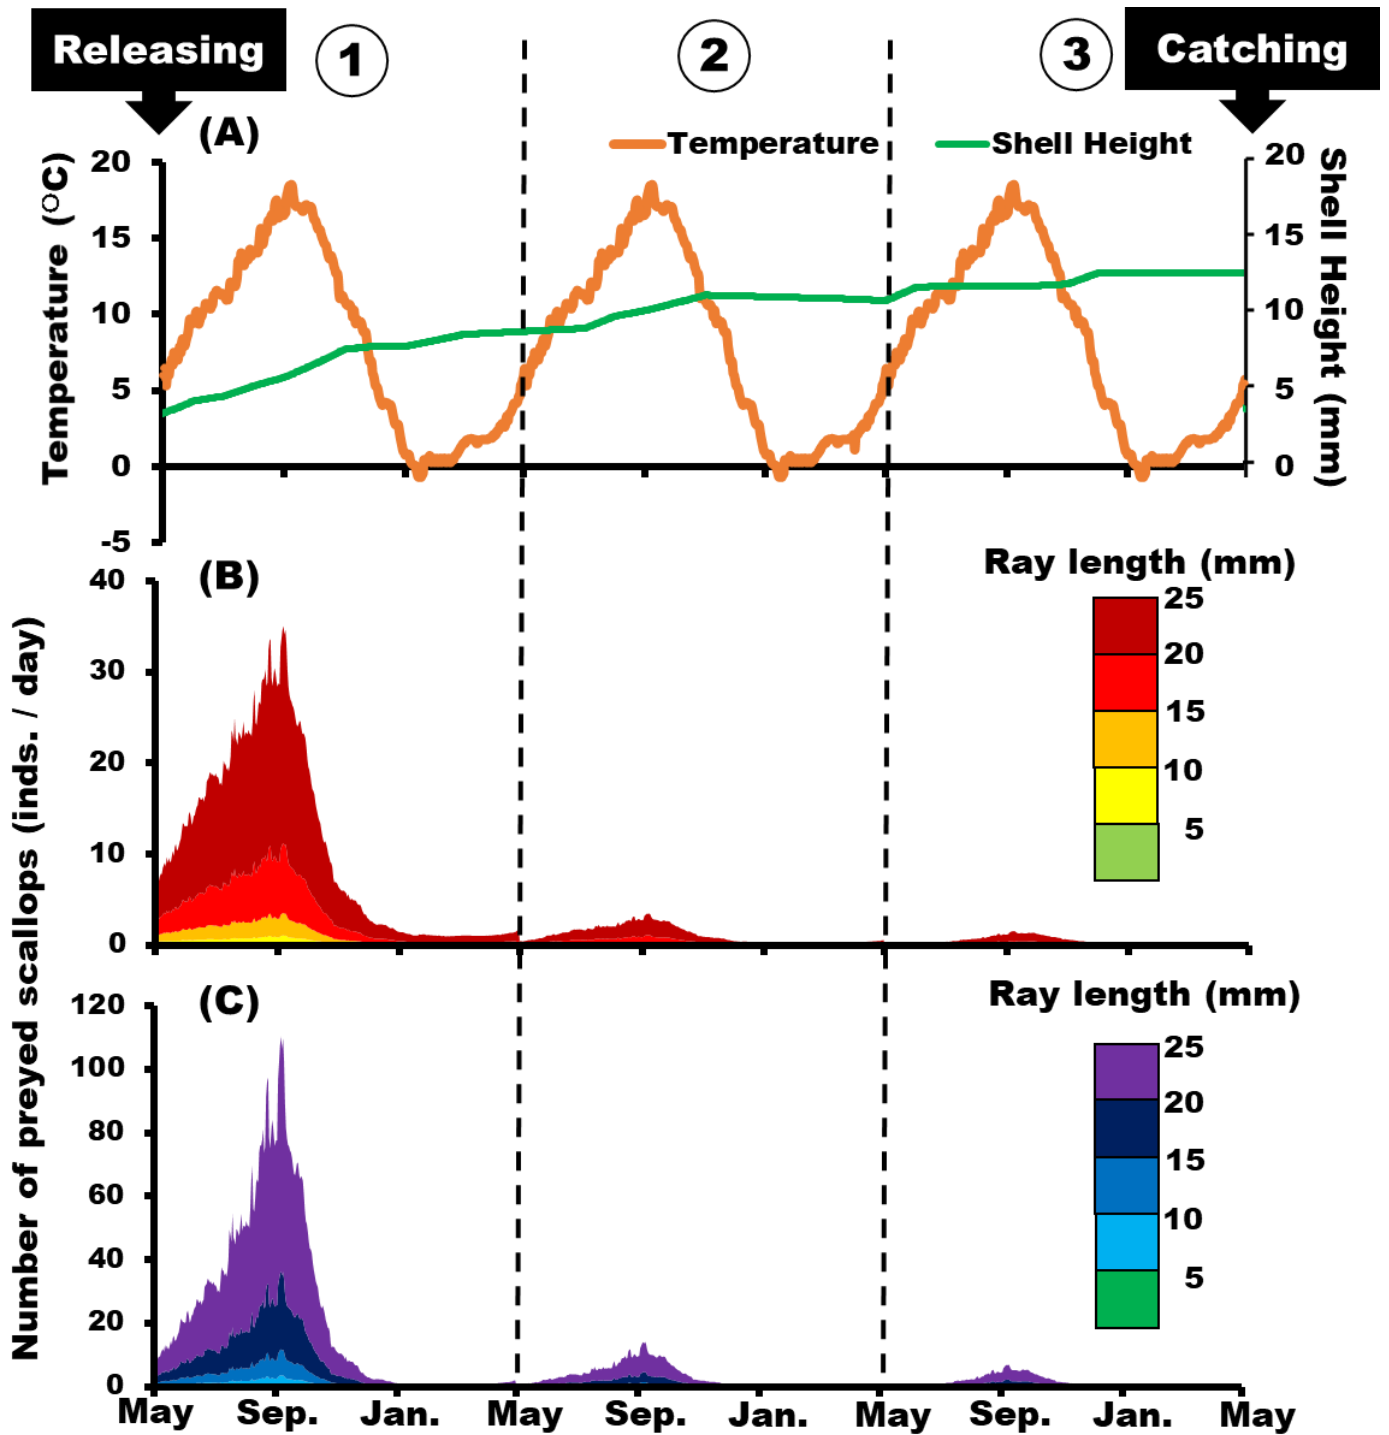 Releasing
1
2
3
Catching
(A)
Temperature
Shell Height
Temperature (°C)
20
15
10
5
0
-5
20
15
10
5
0
Shell Height (mm)
Number of preyed scallops (inds. / day)
(B)
40
30
20
10
0
Ray length (mm)
25
20
15
10
5
(C)
120
100
80
60
40
20
0
Ray length (mm)
25
20
15
10
5
May Sep. Jan. May Sep. Jan. May Sep. Jan. May